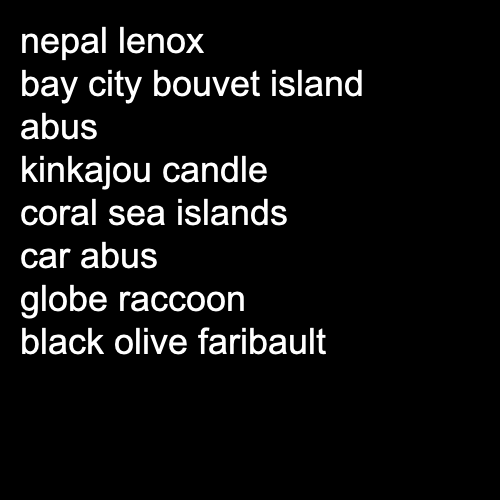 nepal lenox
bay city bouvet island
abus
kinkajou candle
coral sea islands
car abus
globe raccoon
black olive faribault